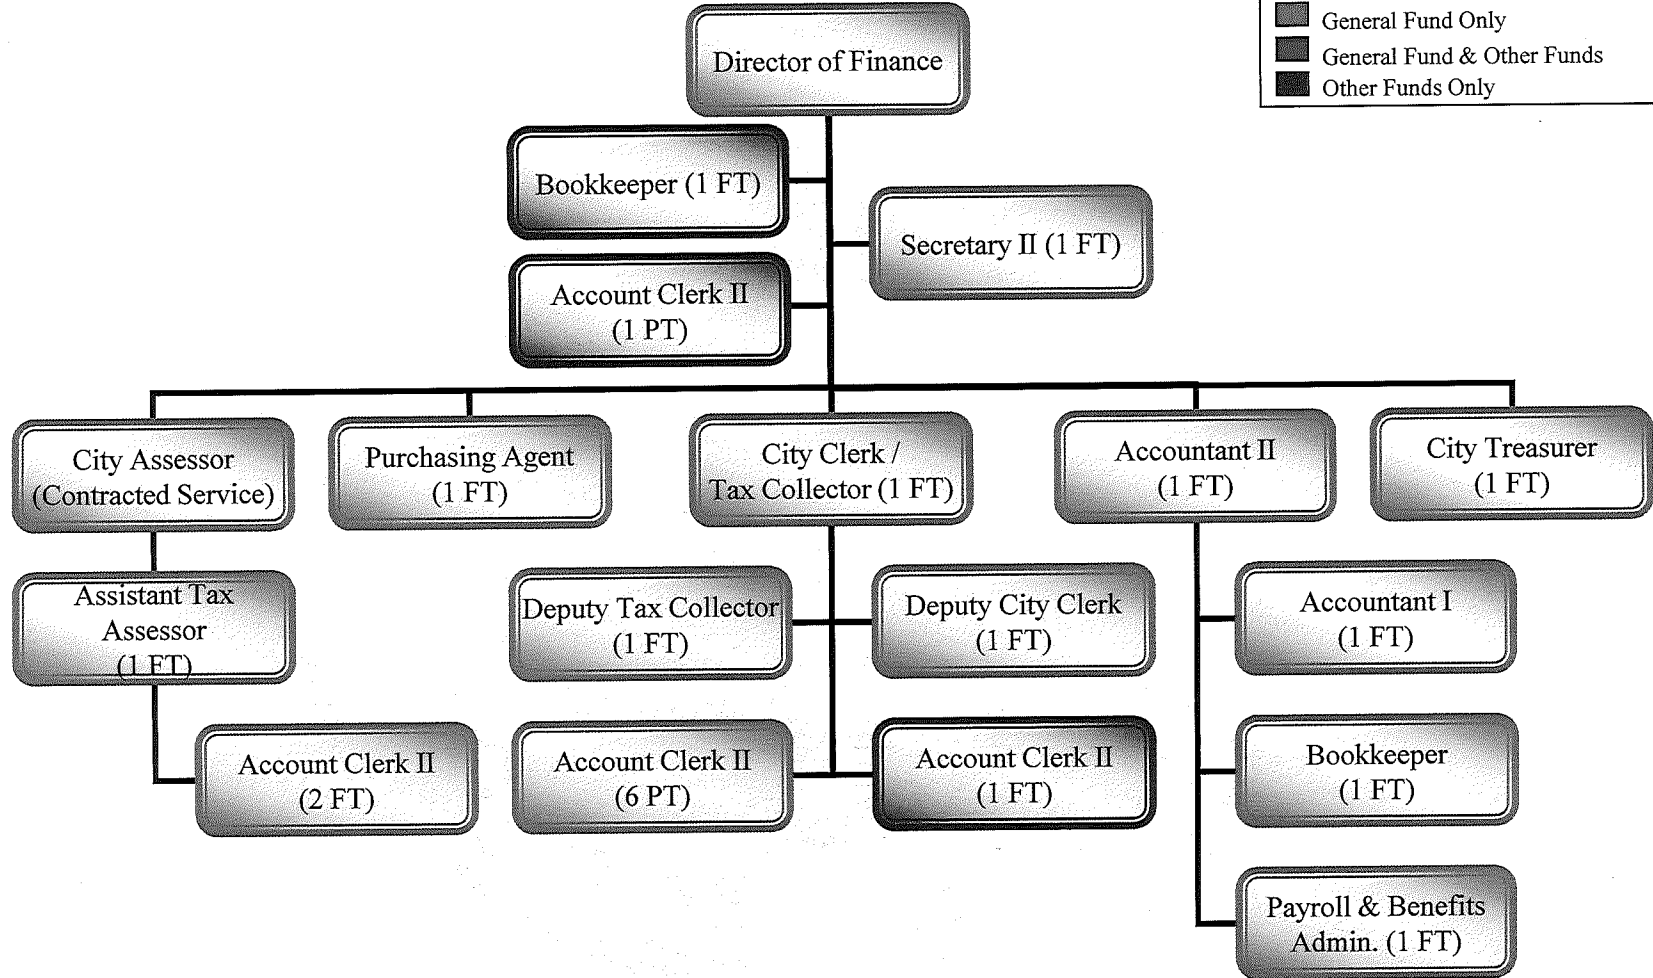 General Fund Only
General Fund & Other Funds
Other Funds Only
Director of Finance
Bookkeeper (1 FT)
Secretary II (1 FT)
Account Clerk II
(1 PT)
City Assessor
(Contracted Service)
Purchasing Agent
(1 FT)
City Clerk /
Tax Collector (1 FT)
Accountant II
(1 FT)
City Treasurer
(1 FT)
Assistant Tax
Assessor
(1 FT)
Deputy Tax Collector
(1 FT)
Deputy City Clerk
(1 FT)
Accountant I
(1 FT)
Account Clerk II
(2 FT)
Account Clerk II
(6 PT)
Account Clerk II
(1 FT)
Bookkeeper
(1 FT)
Payroll & Benefits
Admin. (1 FT)